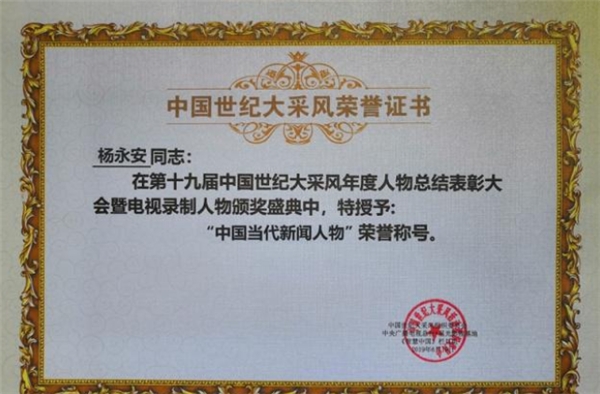 中国世纪大采风荣誉证书
杨永安同志：
在第十九届中国世纪大采风年度人物总结表彰大
会暨电视录制人物颁奖盛典中，特授予：
“中国当代新闻人物”荣誉称号。